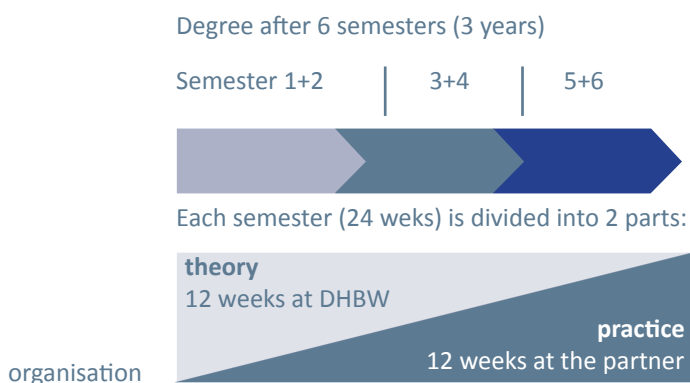 Degree after 6 semesters (3 years)
Semester 1+2 3+4 5+6
Each semester (24 weks) is divided into 2 parts:
theory
12 weeks at DHBW
practice
12 weeks at the partner
organisation